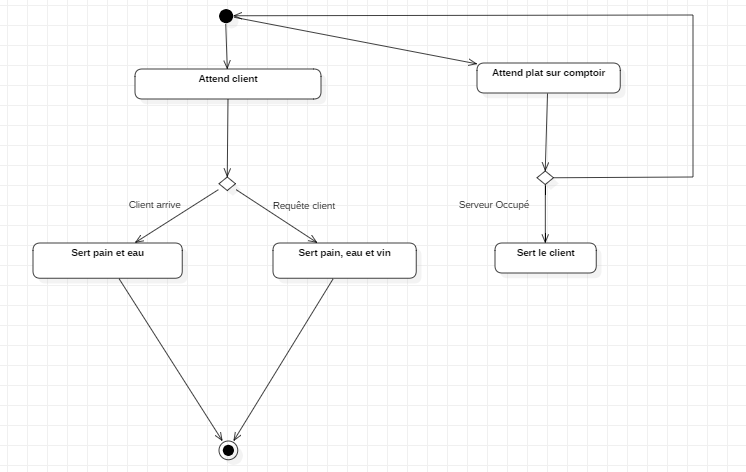 Attend client
Attend plat sur comptoir
Client arrive
Requête client
Serveur Occupé
Sert pain et eau
Sert pain, eau et vin
Sert le client